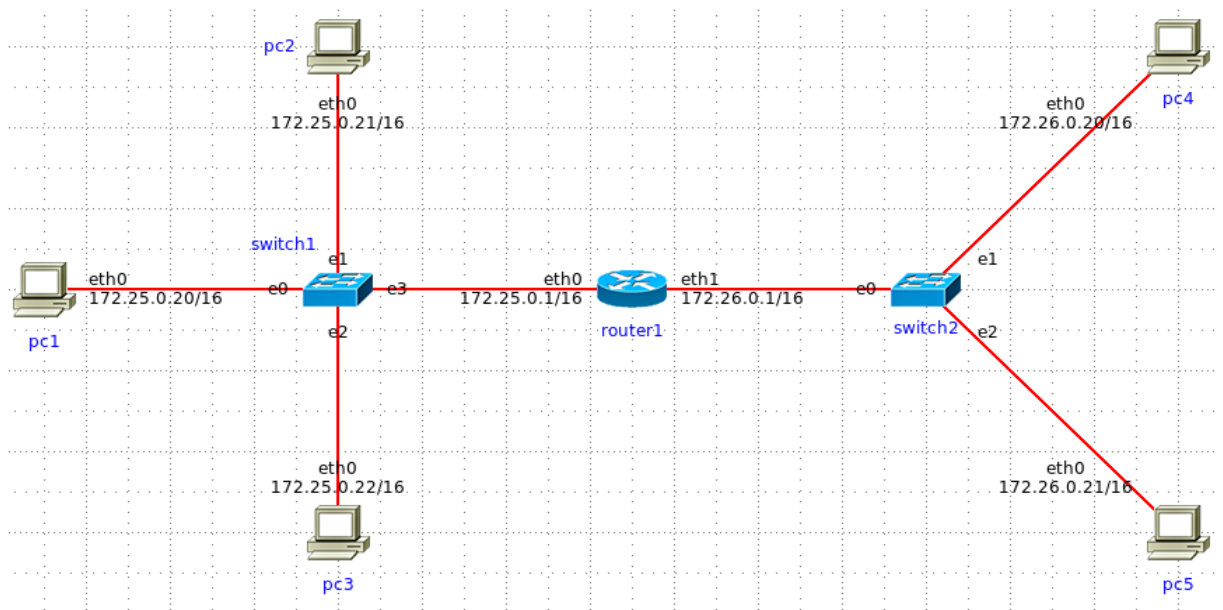 pc2
eth0
172.25.0.21/16
eth0
172.26.0.20/16
pc4
switch1
e1
e1
eth0
172.25.0.20/16
e0
e3
eth0
172.25.0.1/16
eth1
172.26.0.1/16
e0
pc1
e2
router1
switch2
e2
eth0
172.25.0.22/16
eth0
172.26.0.21/16
pc3
pc5